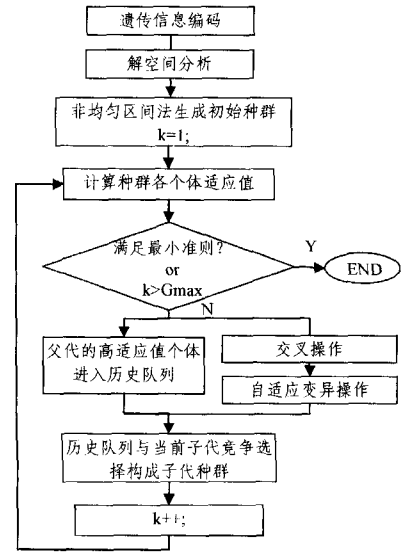 遗传信息编码
解空间分析
非均匀区间法生成初始种群
k=1;
计算种群各个体适应值
满足最小准则?
or
k>Gmax
Y
END
N
父代的高适应值个体
进入历史队列
交叉操作
自适应变异操作
历史队列与当前子代竞争选
择构成子代种群
k++;